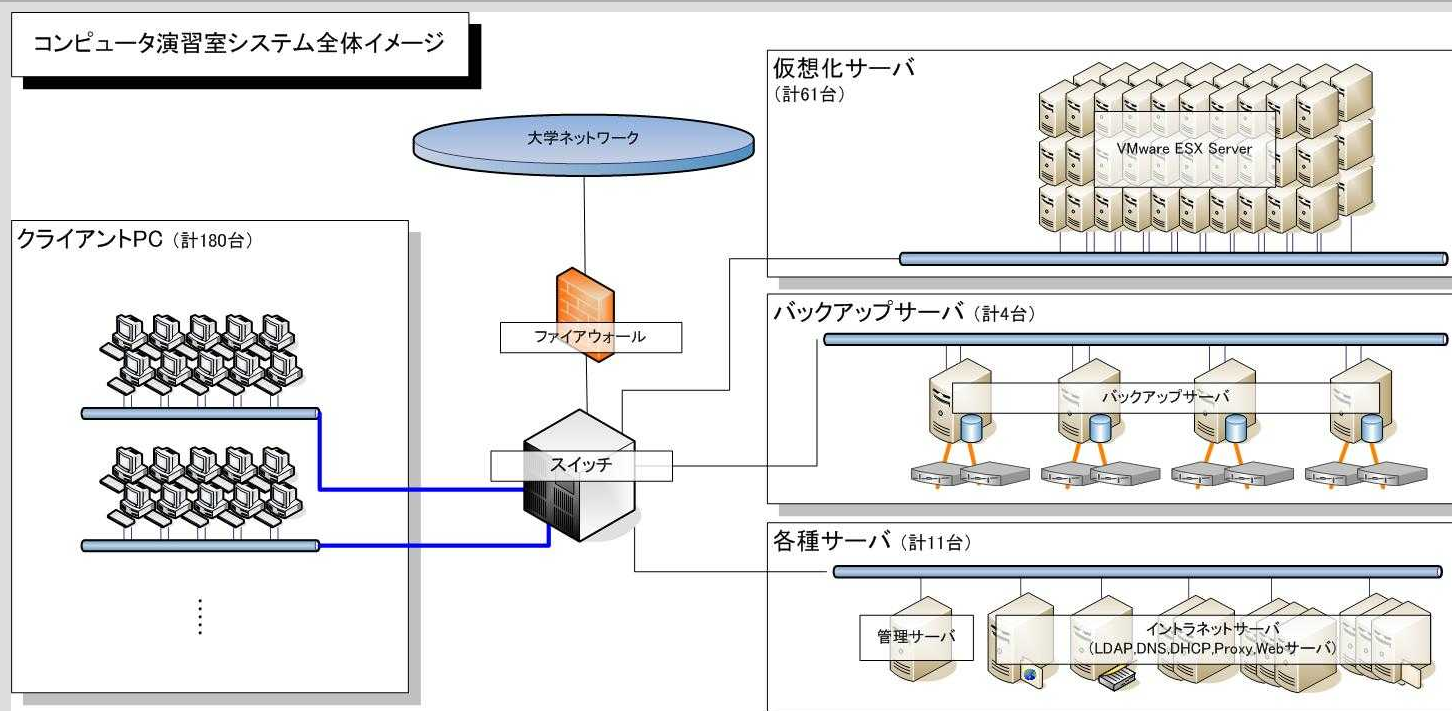 コンピュータ演習室システム全体イメージ
大学ネットワーク
ファイアウォール
スイッチ
クライアントPC（計180台）
仮想化サーバ
（計61台）
VMware ESX Server
バックアップサーバ（計4台）
バックアップサーバ
各種サーバ（計11台）
管理サーバ
イントラネットサーバ
(LDAP,DNS,DHCP,Proxy,Webサーバ)